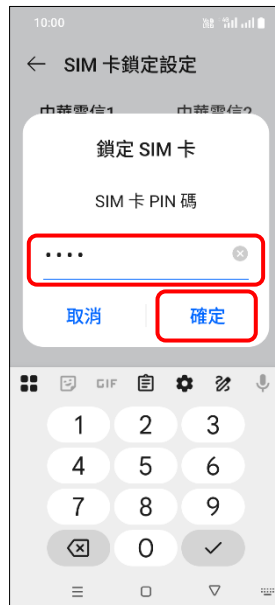 10:00
SIM 卡鎖定設定
中華電信1 中華電信2
鎖定 SIM 卡
SIM 卡 PIN 碼
••••
取消 確定
GIF
1 2 3
4 5 6
7 8 9
0